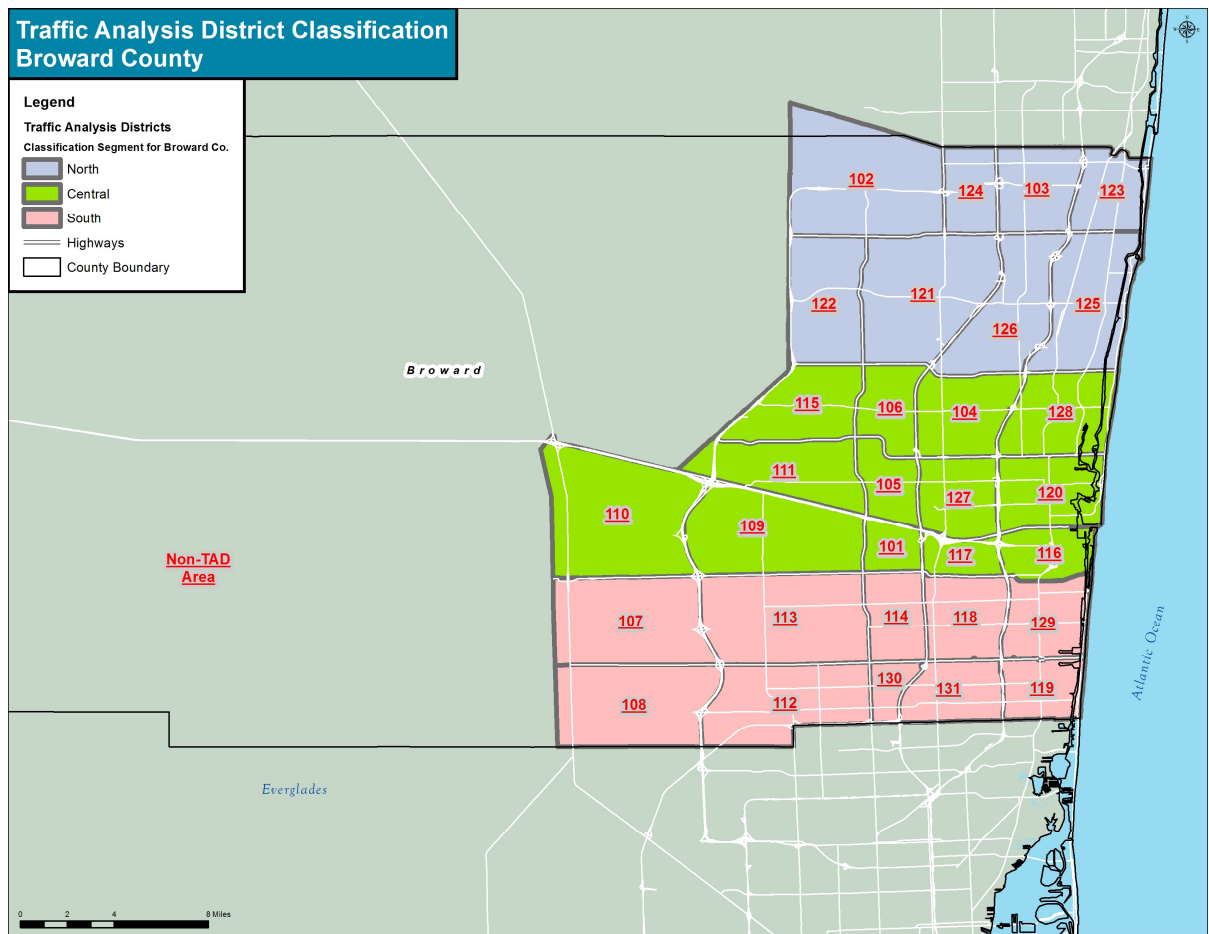 Traffic Analysis District Classification
Broward County
Legend
Traffic Analysis Districts
Classification Segment for Broward Co.
North
Central
South
Highways
County Boundary
N
W E
S
102
124
103
123
122
121
125
126
Broward
115
106
104
128
111
105
127
120
110
109
101
117
116
Non-TAD
Area
107
113
114
118
129
108
112
130
131
119
Atlantic Ocean
Everglades
0 2 4 8 Miles